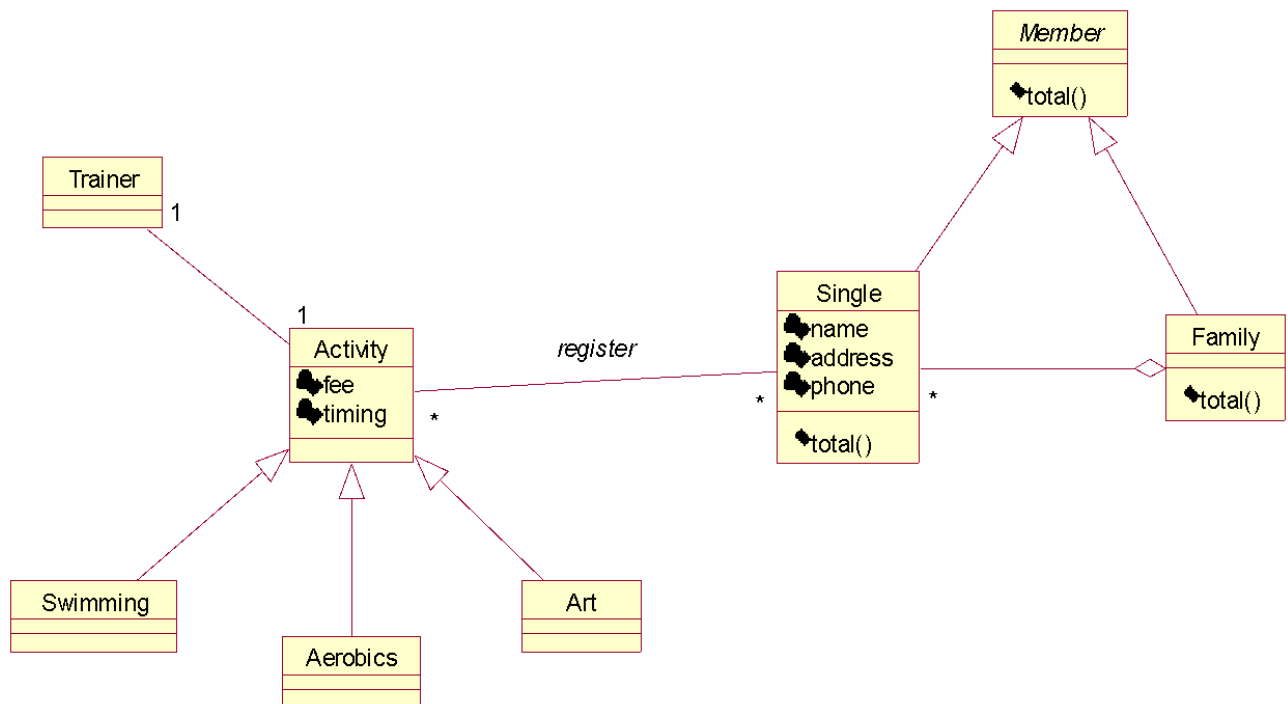 Member
total()
Trainer
1
1
Activity
fee
timing
*
register
Single
name
address
phone
total()
*
*
Family
total()
Swimming
Aerobics
Art